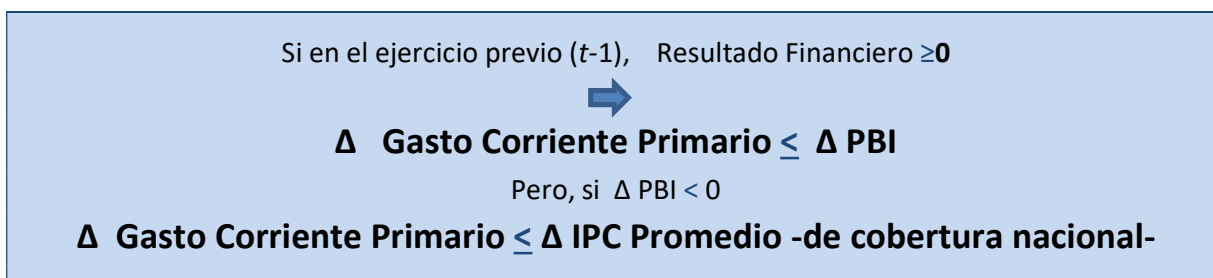 Si en el ejercicio previo (t-1), Resultado Financiero ≥0
Δ Gasto Corriente Primario ≤ Δ PBI
Pero, si Δ PBI < 0
Δ Gasto Corriente Primario ≤ Δ IPC Promedio -de cobertura nacional-